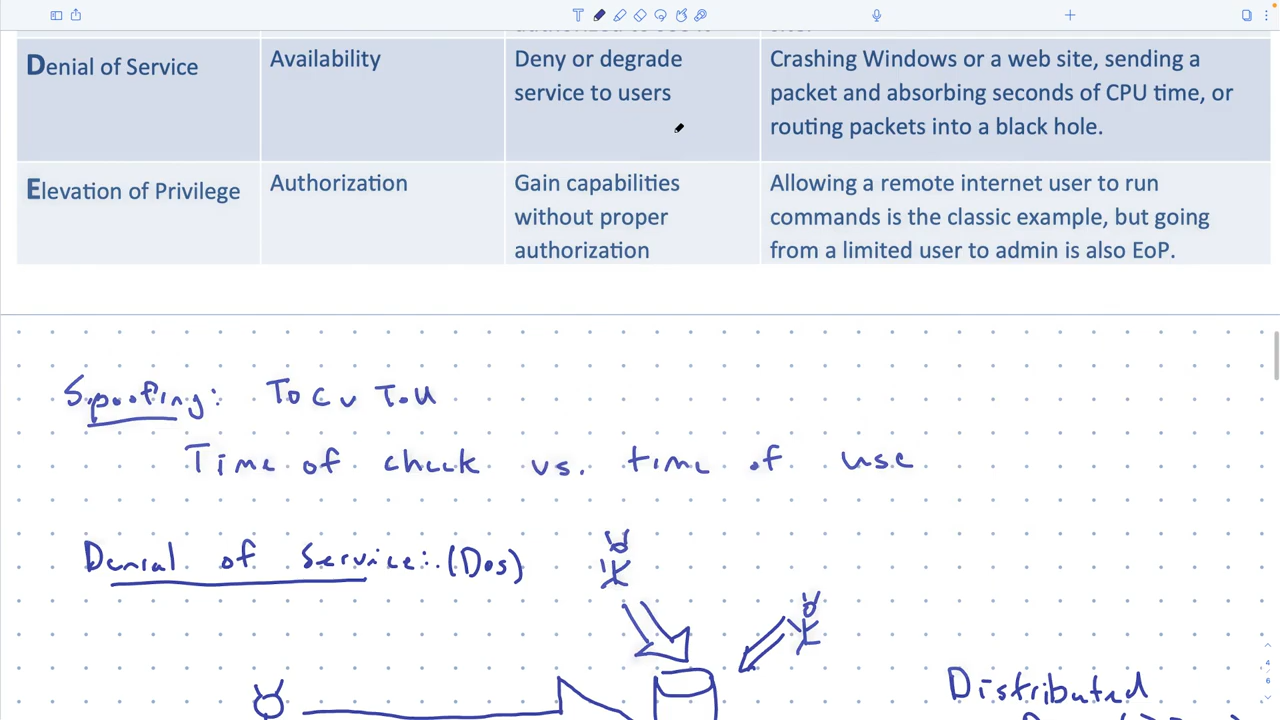 Denial of Service
Availability
Deny or degrade
service to users
Crashing Windows or a web site, sending a
packet and absorbing seconds of CPU time, or
routing packets into a black hole.
Elevation of Privilege
Authorization
Gain capabilities
without proper
authorization
Allowing a remote internet user to run
commands is the classic example, but going
from a limited user to admin is also EoP.
Spoofing: ToCvToU
Time of check vs. time of use
Denial of Service: (DoS)
Distributed
4
6